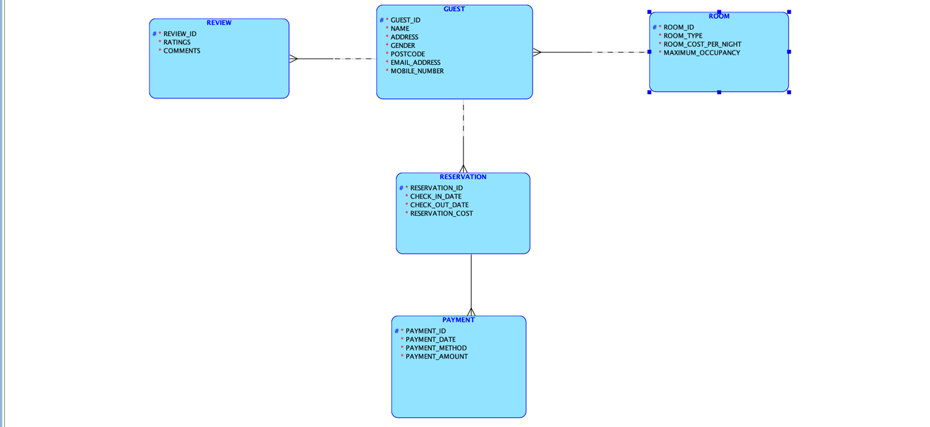 REVIEW
# * REVIEW_ID
* RATINGS
* COMMENTS
GUEST
# * GUEST_ID
* NAME
* ADDRESS
* GENDER
* POSTCODE
* EMAIL_ADDRESS
* MOBILE_NUMBER
ROOM
# * ROOM_ID
* ROOM_TYPE
* ROOM_COST_PER_NIGHT
* MAXIMUM_OCCUPANCY
RESERVATION
# * RESERVATION_ID
* CHECK_IN_DATE
* CHECK_OUT_DATE
* RESERVATION_COST
PAYMENT
# * PAYMENT_ID
* PAYMENT_DATE
* PAYMENT_METHOD
* PAYMENT_AMOUNT